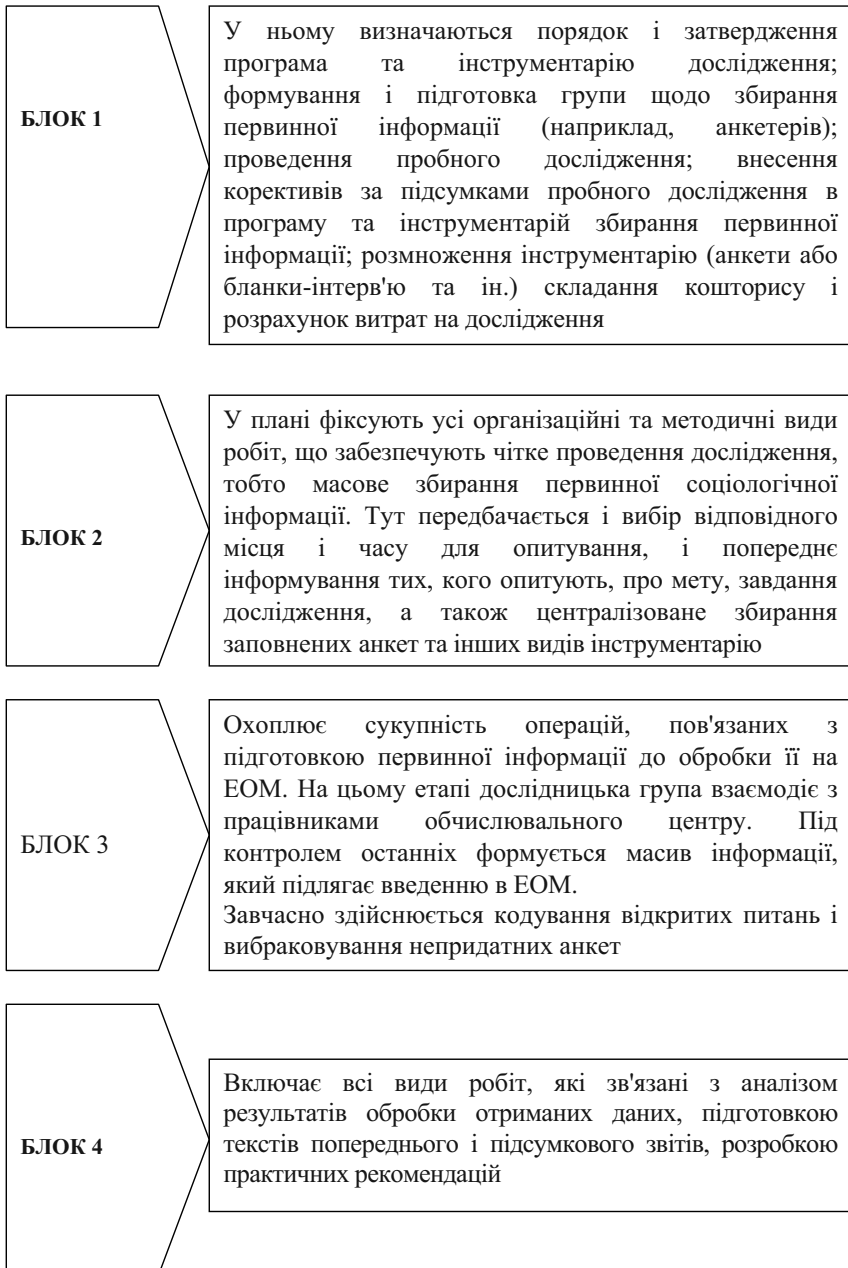 БЛОК 1
У ньому визначаються порядок і затвердження
програма та інструментарію дослідження;
формування і підготовка групи щодо збирання
первинної інформації (наприклад, анкетерів);
проведення пробного дослідження; внесення
корективів за підсумками пробного дослідження в
програму та інструментарій збирання первинної
інформації; розмноження інструментарію (анкети або
бланки-інтерв'ю та ін.) складання кошторису і
розрахунок витрат на дослідження
БЛОК 2
У плані фіксують усі організаційні та методичні види
робіт, що забезпечують чітке проведення дослідження,
тобто масове збирання первинної соціологічної
інформації. Тут передбачається і вибір відповідного
місця і часу для опитування, і попереднє
інформування тих, кого опитують, про мету, завдання
дослідження, а також централізоване збирання
заповнених анкет та інших видів інструментарію
БЛОК 3
Охоплює сукупність операцій, пов'язаних з
підготовкою первинної інформації до обробки її на
ЕОМ. На цьому етапі дослідницька група взаємодіє з
працівниками обчислювального центру. Під
контролем останніх формується масив інформації,
який підлягає введенню в ЕОМ.
Завчасно здійснюється кодування відкритих питань і
вибраковування непридатних анкет
БЛОК 4
Включає всі види робіт, які зв'язані з аналізом
результатів обробки отриманих даних, підготовкою
текстів попереднього і підсумкового звітів, розробкою
практичних рекомендацій